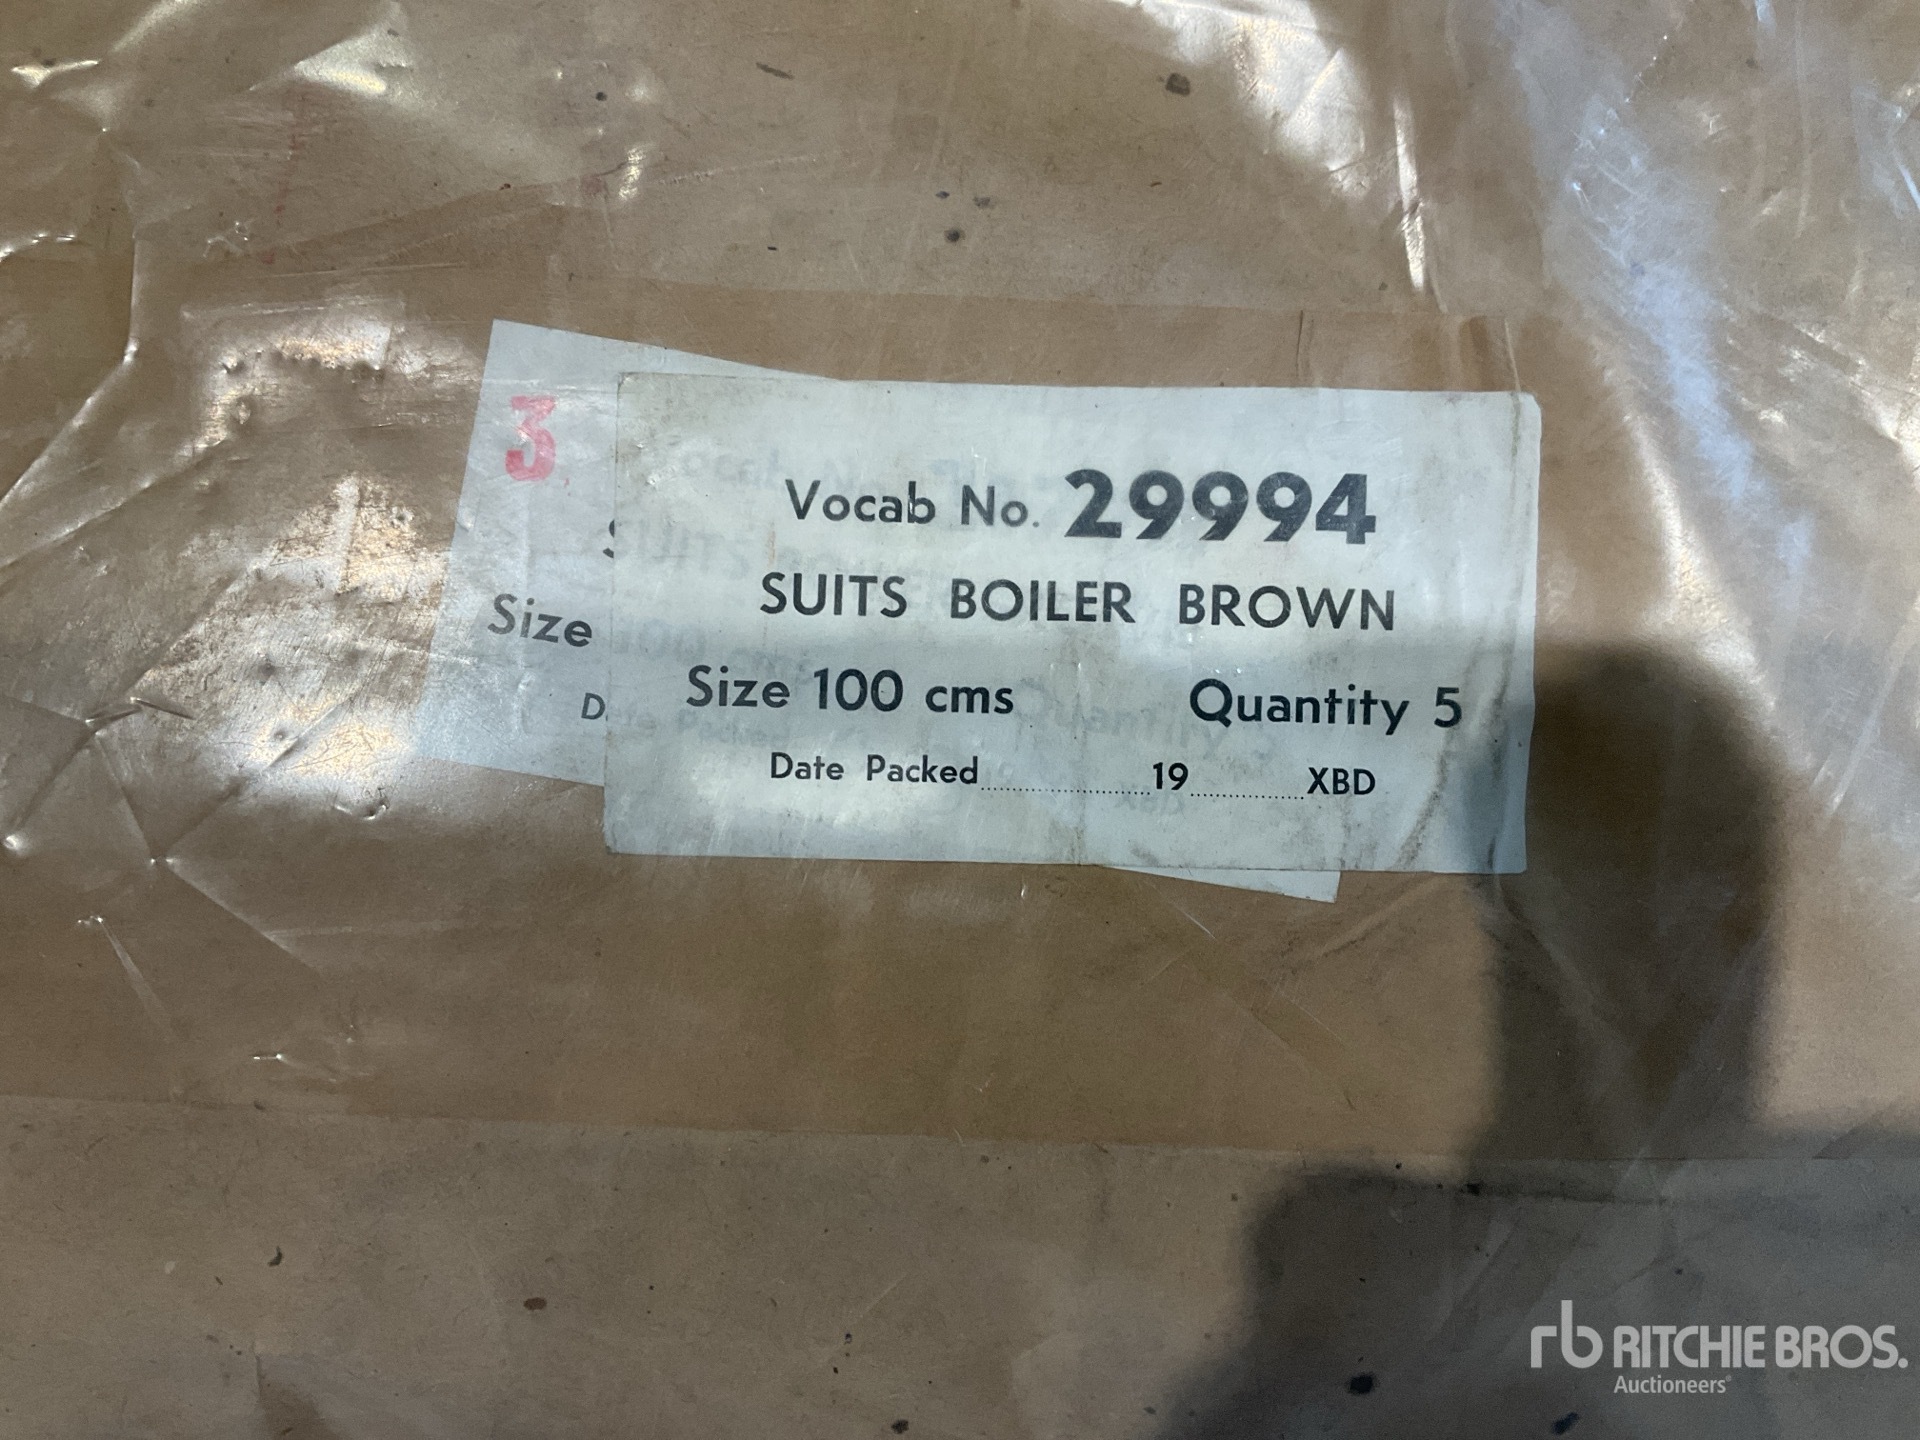 3
Size
Vocab No. 29994
SUITS BOILER BROWN
Size 100 cms Quantity 5
Date Packed....................19.............XBD
rb RITCHIE BROS.
Auctioneers